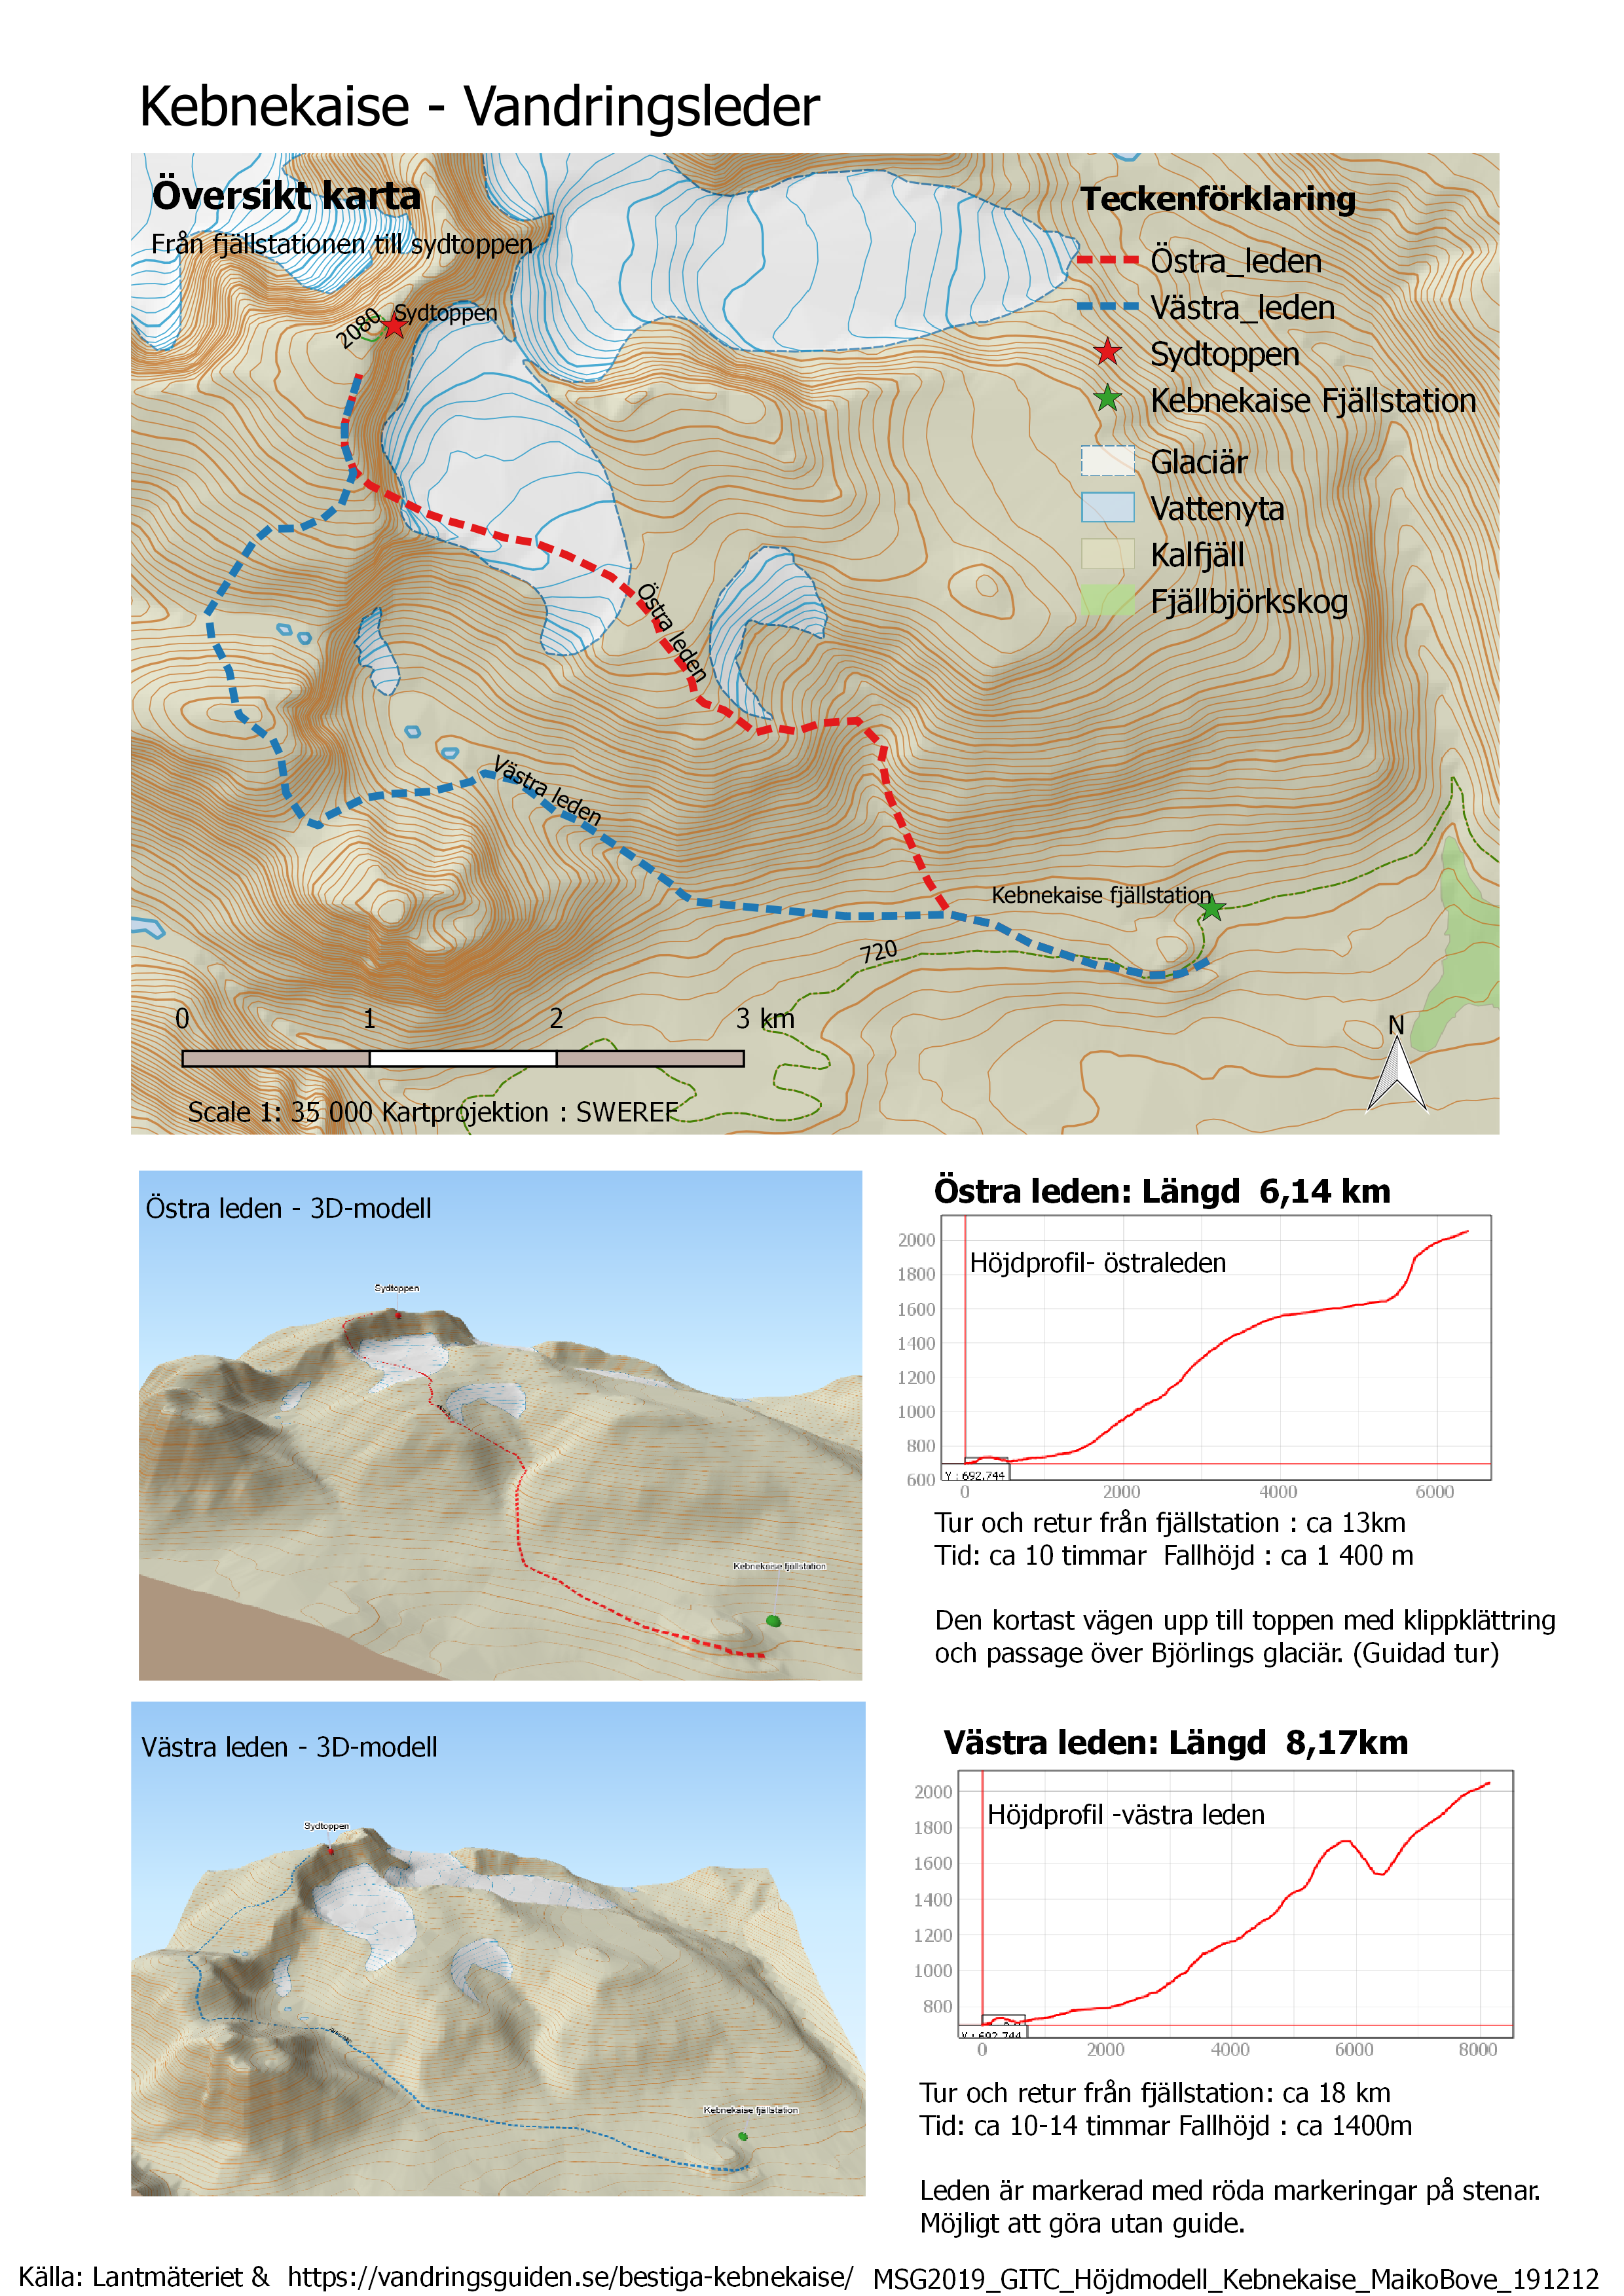 Kebnekaise - Vandringsleder
Översikt karta
Från fjällstationen till sydtoppen
Teckenförklaring
Östra_leden
Västra_leden
Sydtoppen
Kebnekaise Fjällstation
Glaciär
Vattenyta
Kalfjäll
Fjällbjörkskog
2080
Sydtoppen
Östra leden
Västra leden
Kebnekaise fjällstation
720
0 1 2 3 km
N
Scale 1: 35 000 Kartprojektion : SWEREF
Östra leden - 3D-modell
Sydtoppen
Kebnekaise fjällstation
Östra leden: Längd 6,14 km
Höjdprofil- östraleden
2000
1800
1600
1400
1200
1000
800
600
Y : 692,744
0 2000 4000 6000
Tur och retur från fjällstation : ca 13km
Tid: ca 10 timmar Fallhöjd : ca 1 400 m
Den kortast vägen upp till toppen med klippklättring
och passage över Björlings glaciär. (Guidad tur)
Västra leden - 3D-modell
Sydtoppen
Kebnekaise fjällstation
Västra leden: Längd 8,17km
Höjdprofil -västra leden
2000
1800
1600
1400
1200
1000
800
Y : 692,744
0 2000 4000 6000 8000
Tur och retur från fjällstation: ca 18 km
Tid: ca 10-14 timmar Fallhöjd : ca 1400m
Leden är markerad med röda markeringar på stenar.
Möjligt att göra utan guide.
Källa: Lantmäteriet & https://vandringsguiden.se/bestiga-kebnekaise/ MSG2019_GITC_Höjdmodell_Kebnekaise_MaikoBove_191212